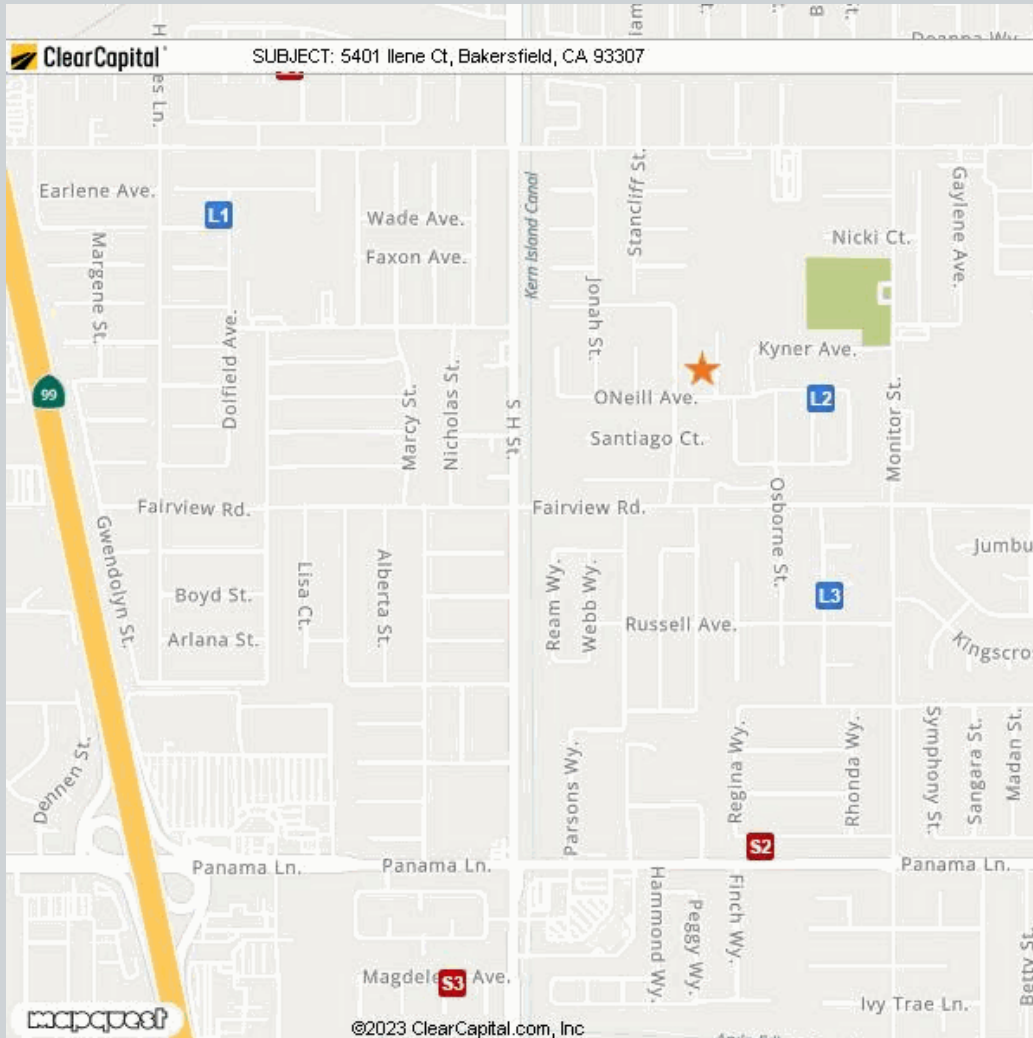 ClearCapital
SUBJECT: 5401 Ilene Ct, Bakersfield, CA 93307
Earlene Ave.
L1
Wade Ave.
Faxon Ave.
Margene St.
Dolfield Ave.
Kern Island Canal
Stancliff St.
Jonah St.
Nicki Ct.
Gaylene Ave.
Kyner Ave.
99
ONeill Ave.
L2
Santiago Ct.
Marcy St.
Nicholas St.
S H St.
Monitor St.
Fairview Rd.
Fairview Rd.
Osborne St.
Gwendolyn St.
Jumbu
Boyd St.
Lisa Ct.
Alberta St.
Ream Wy.
Webb Wy.
L3
Arlana St.
Russell Ave.
Kingscro
Dennen St.
Parsons Wy.
Regina Wy.
Rhonda Wy.
Symphony St.
Sangara St.
Madan St.
S2
Panama Ln.
Panama Ln.
Panama Ln.
Hammond Wy.
Peggy Wy.
Finch Wy.
Betty St.
Magdele
S3
Ave.
Ivy Trae Ln.
mapquest
©2023 ClearCapital.com, Inc